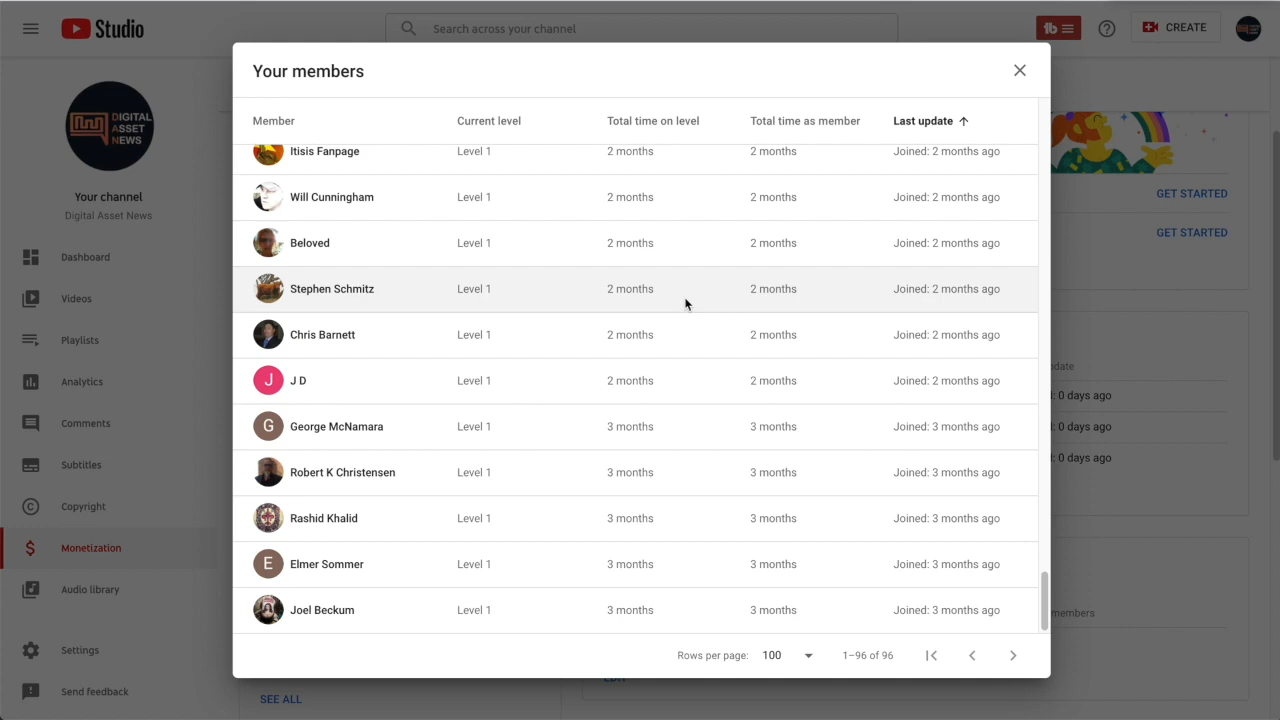 Studio
Search across your channel
CREATE
Your members
Member Current level Total time on level Total time as member Last update
Itisis Fanpage Level 1 2 months 2 months Joined: 2 months ago
Will Cunningham Level 1 2 months 2 months Joined: 2 months ago
Beloved Level 1 2 months 2 months Joined: 2 months ago
Stephen Schmitz Level 1 2 months 2 months Joined: 2 months ago
Chris Barnett Level 1 2 months 2 months Joined: 2 months ago
J J D Level 1 2 months 2 months Joined: 2 months ago
G George McNamara Level 1 3 months 3 months Joined: 3 months ago
Robert K Christensen Level 1 3 months 3 months Joined: 3 months ago
Rashid Khalid Level 1 3 months 3 months Joined: 3 months ago
E Elmer Sommer Level 1 3 months 3 months Joined: 3 months ago
Joel Beckum Level 1 3 months 3 months Joined: 3 months ago
Rows per page: 100 1–96 of 96
DIGITAL
ASSET
NEWS
Your channel
Digital Asset News
Dashboard
Videos
Playlists
Analytics
Comments
Subtitles
Copyright
Monetization
Audio library
Settings
Send feedback
GET STARTED
GET STARTED
0 days ago
0 days ago
0 days ago
members
SEE ALL
EDIT